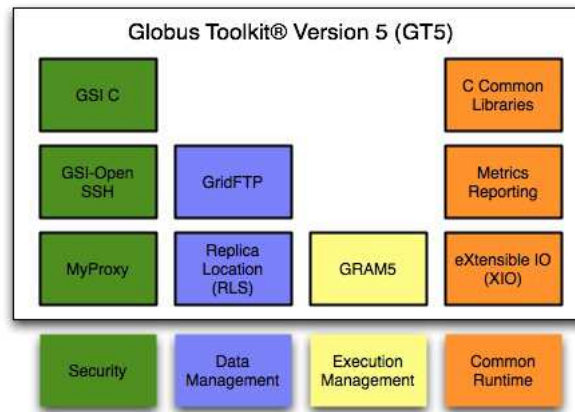 Globus Toolkit® Version 5 (GT5)
GSI C
C Common
Libraries
GSI-Open
SSH
GridFTP
Metrics
Reporting
MyProxy
Replica
Location
(RLS)
GRAM5
eXtensible IO
(XIO)
Security
Data
Management
Execution
Management
Common
Runtime